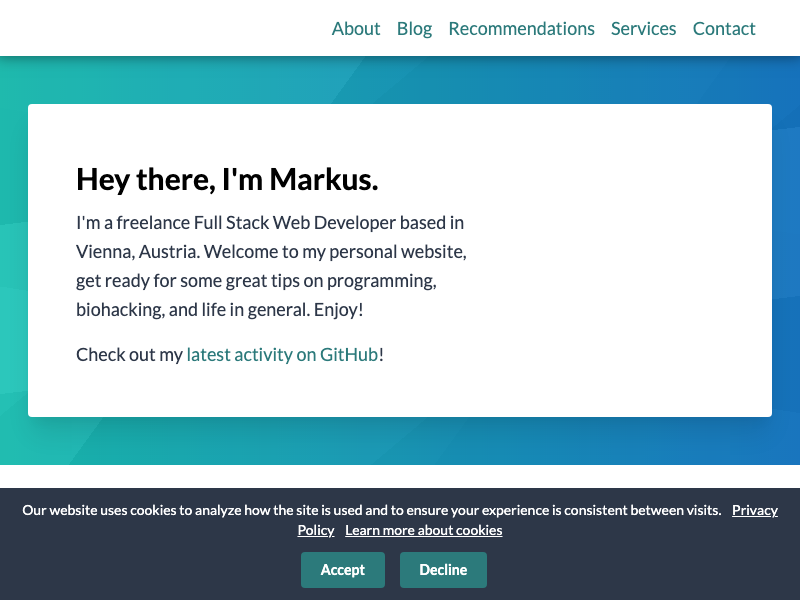 About Blog Recommendations Services Contact
Hey there, I'm Markus.
I'm a freelance Full Stack Web Developer based in
Vienna, Austria. Welcome to my personal website,
get ready for some great tips on programming,
biohacking, and life in general. Enjoy!
Check out my latest activity on GitHub!
Our website uses cookies to analyze how the site is used and to ensure your experience is consistent between visits. Privacy
Policy Learn more about cookies
Accept Decline